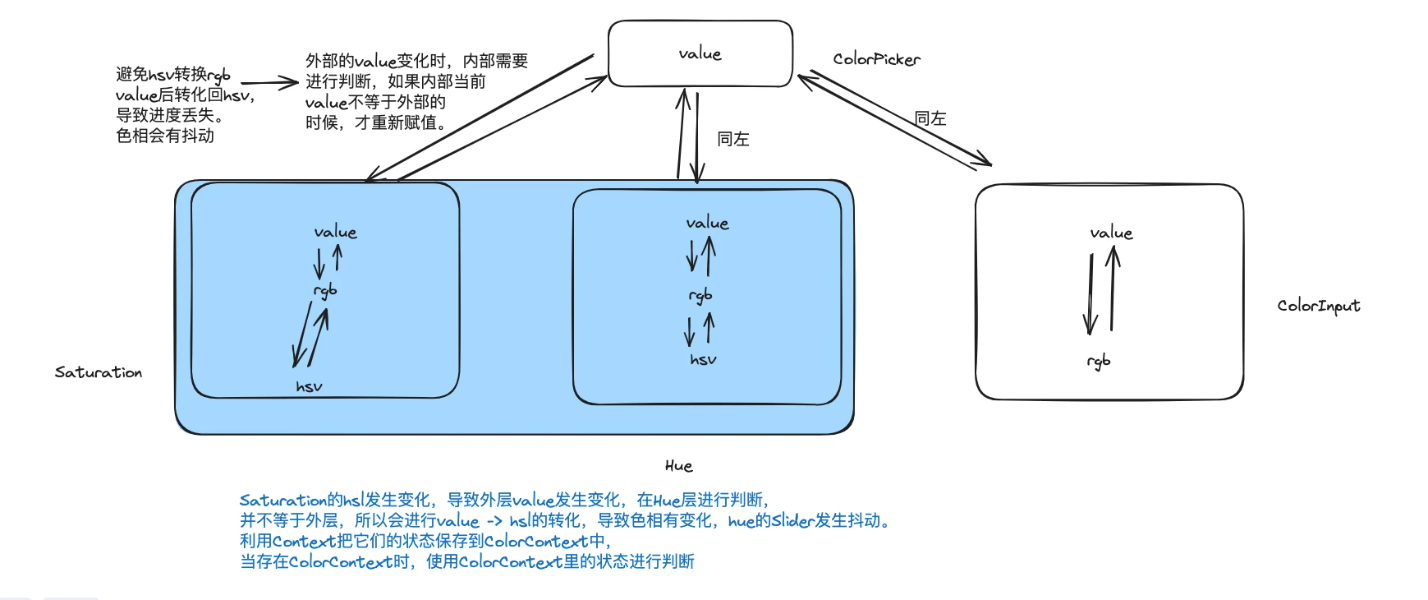 value
ColorPicker
避免hsv转换rgb
value后转化回hsv，
导致进度丢失。
色相会有抖动
外部的value变化时，内部需要
进行判断，如果内部当前
value不等于外部的
时候，才重新赋值。
同左
同左
value
rgb
hsv
value
rgb
hsv
value
rgb
Saturation
ColorInput
Hue
Saturation的hsl发生变化，导致外层value发生变化，在Hue层进行判断，
并不等于外层，所以会进行value -> hsl的转化，导致色相有变化，hue的Slider发生抖动。
利用Context把它们的状态保存到ColorContext中，
当存在ColorContext时，使用ColorContext里的状态进行判断